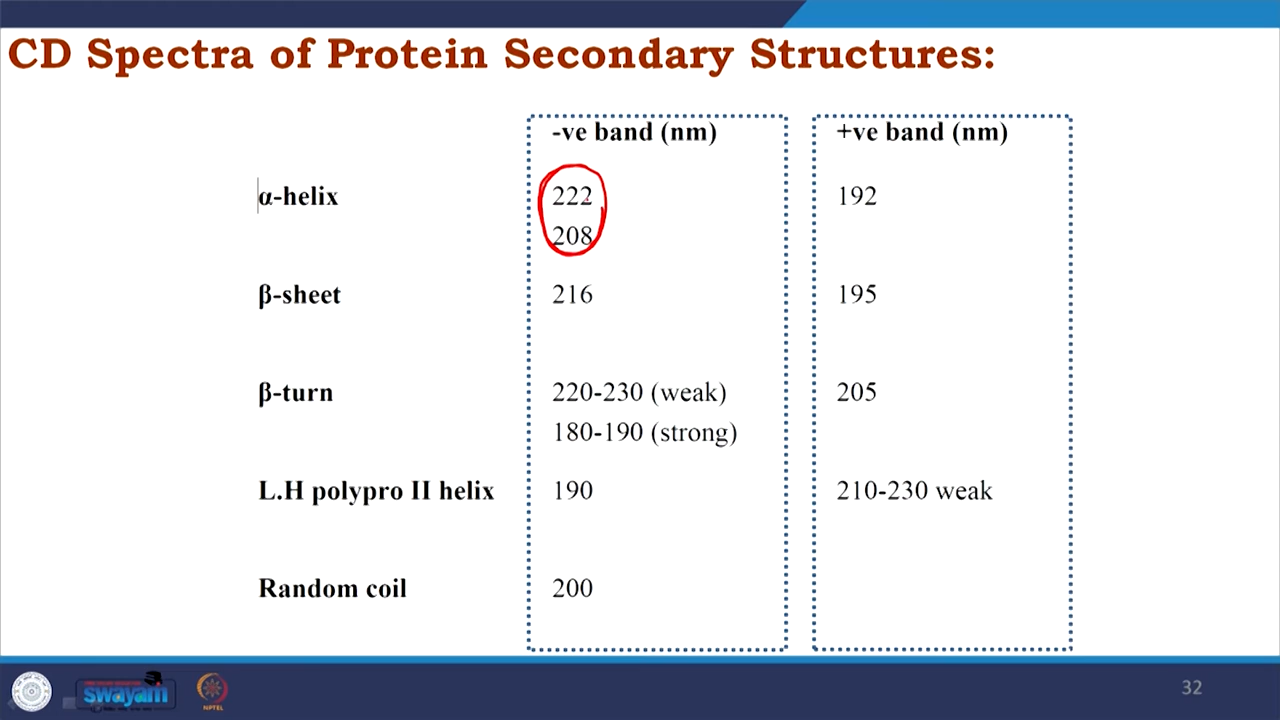 CD Spectra of Protein Secondary Structures:
-ve band (nm) +ve band (nm)
α-helix 222 192
208
β-sheet 216 195
β-turn 220-230 (weak) 205
180-190 (strong)
L.H polypro II helix 190 210-230 weak
Random coil 200
swayam NPTEL 32